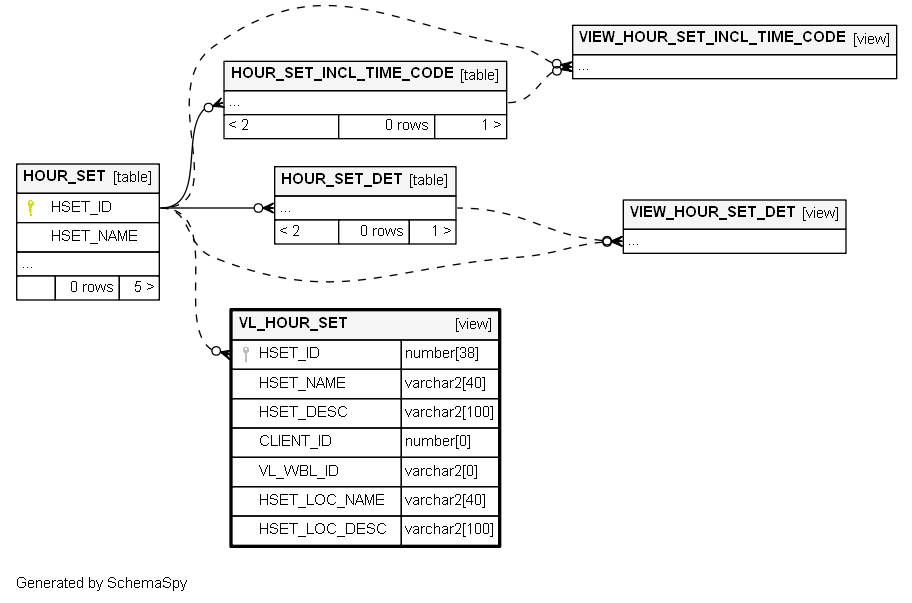 VIEW_HOUR_SET_INCL_TIME_CODE [view]
...
HOUR_SET_INCL_TIME_CODE [table]
...
< 2 0 rows 1 >
HOUR_SET [table]
HSET_ID
HSET_NAME
...
0 rows 5 >
HOUR_SET_DET [table]
...
< 2 0 rows 1 >
VIEW_HOUR_SET_DET [view]
...
VL_HOUR_SET [view]
HSET_ID number[38]
HSET_NAME varchar2[40]
HSET_DESC varchar2[100]
CLIENT_ID number[0]
VL_WBL_ID varchar2[0]
HSET_LOC_NAME varchar2[40]
HSET_LOC_DESC varchar2[100]
Generated by SchemaSpy